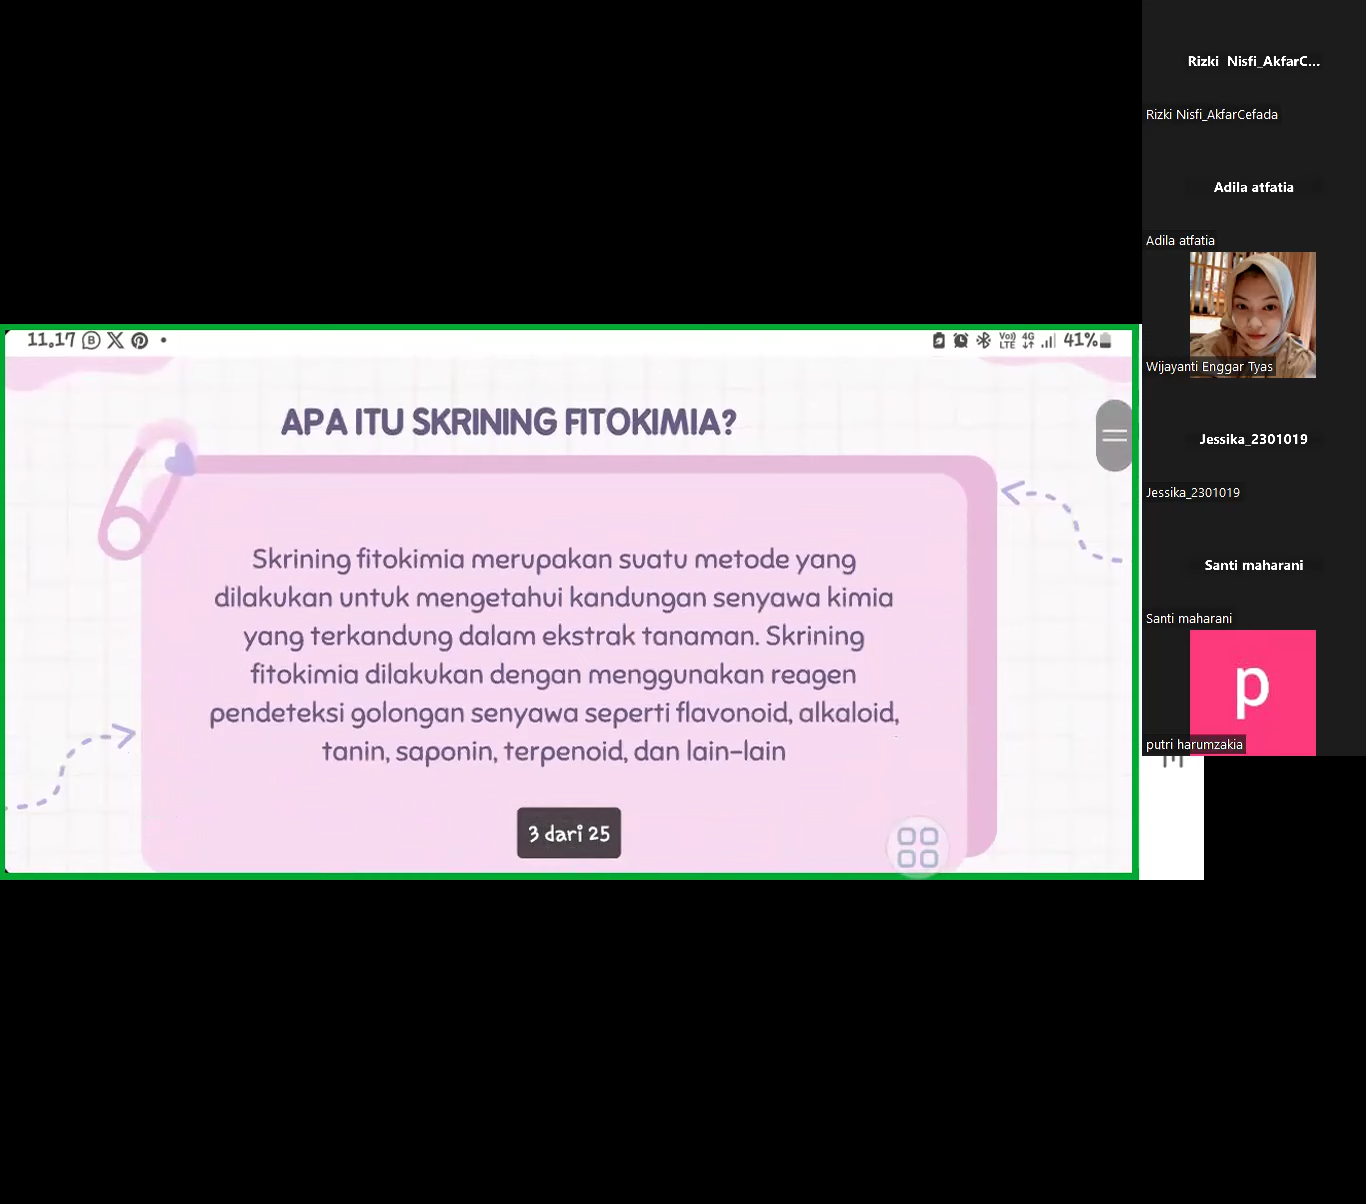 Rizki Nisfi_AkfarC...
Rizki Nisfi_AkfarCefada
Adila atfatia
Adila atfatia
Wijayanti Enggar Tyas
Jessika_2301019
Jessika_2301019
Santi maharani
Santi maharani
p
putri harumzakia
11.17
Vo)) LTE 4G 41%
APA ITU SKRINING FITOKIMIA?
Skrining fitokimia merupakan suatu metode yang
dilakukan untuk mengetahui kandungan senyawa kimia
yang terkandung dalam ekstrak tanaman. Skrining
fitokimia dilakukan dengan menggunakan reagen
pendeteksi golongan senyawa seperti flavonoid, alkaloid,
tanin, saponin, terpenoid, dan lain-lain
3 dari 25